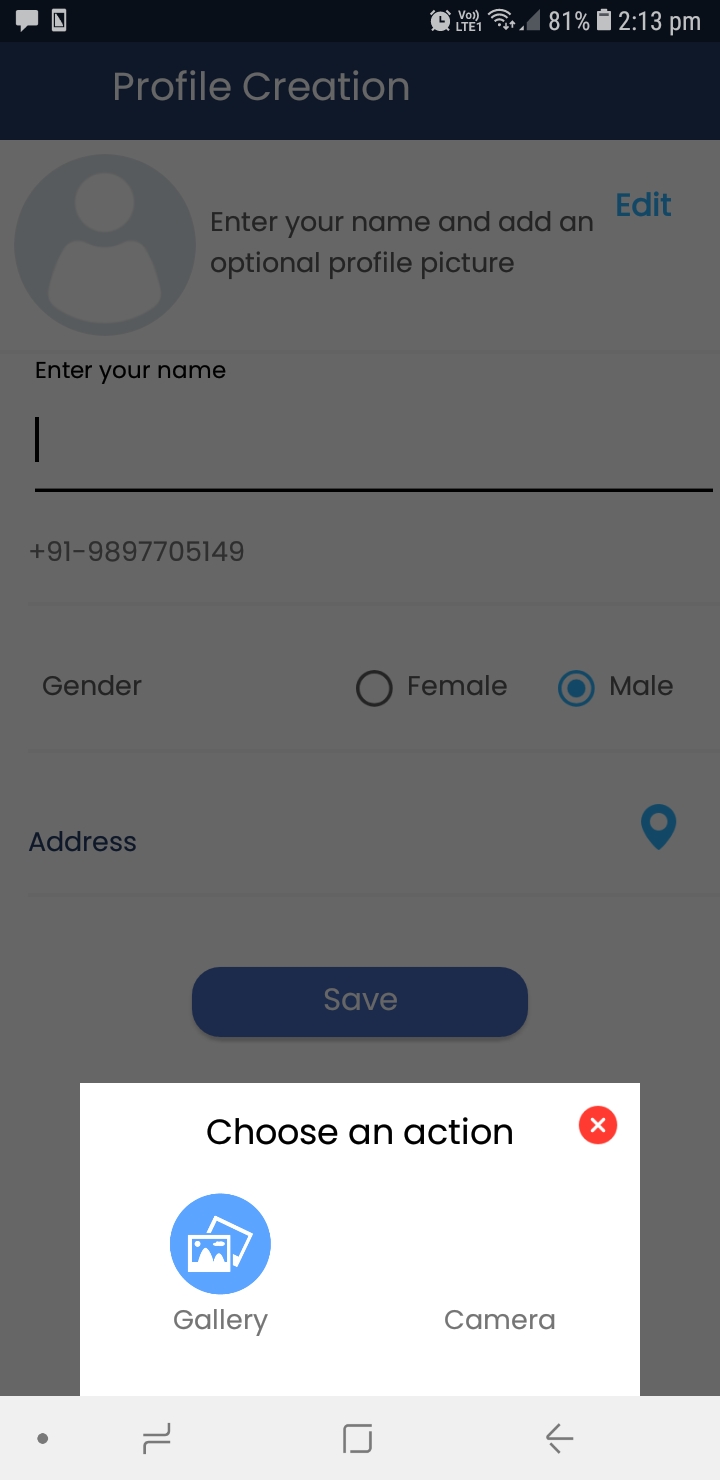 Vo))
LTE1
81%
2:13 pm
Profile Creation
Enter your name and add an
optional profile picture
Edit
Enter your name
+91-9897705149
Gender
Female
Male
Address
Save
Choose an action
Gallery
Camera